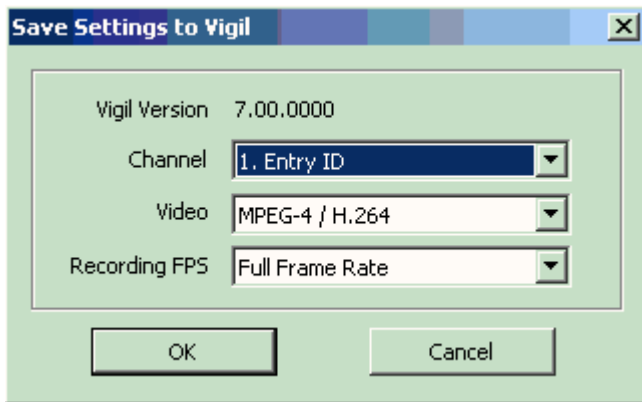 Save Settings to Vigil
Vigil Version 7.00.0000
Channel 1. Entry ID
Video MPEG-4 / H.264
Recording FPS Full Frame Rate
OK Cancel